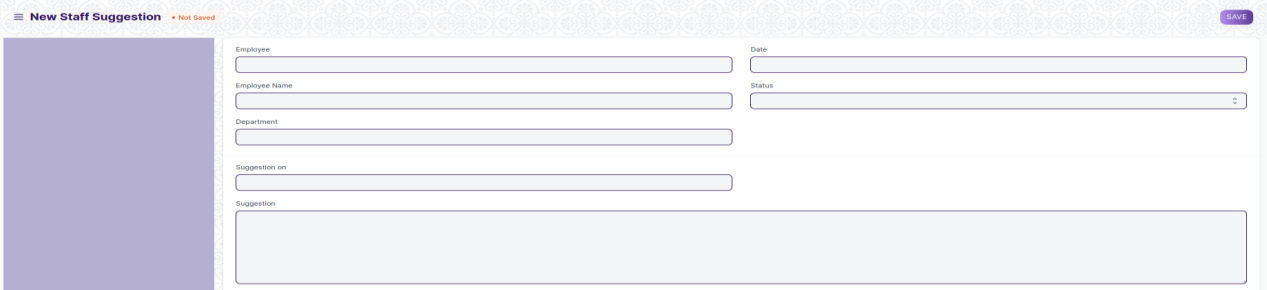 New Staff Suggestion • Not Saved
SAVE
Employee
Date
Employee Name
Status
Department
Suggestion on
Suggestion